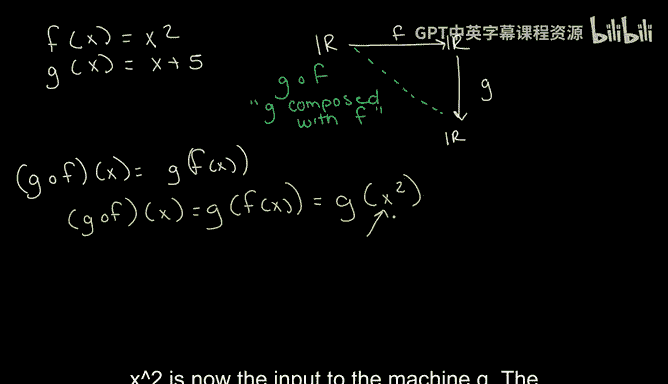 f(x) = x²
g(x) = x+5
ℝ f ℝ
GPT中英字幕课程资源 bilibili
g∘f
"g composed
with f"
g
ℝ
(g∘f)(x) = g(f(x))
(g∘f)(x) = g(f(x)) = g(x²)
x^2 is now the input to the machine g. The